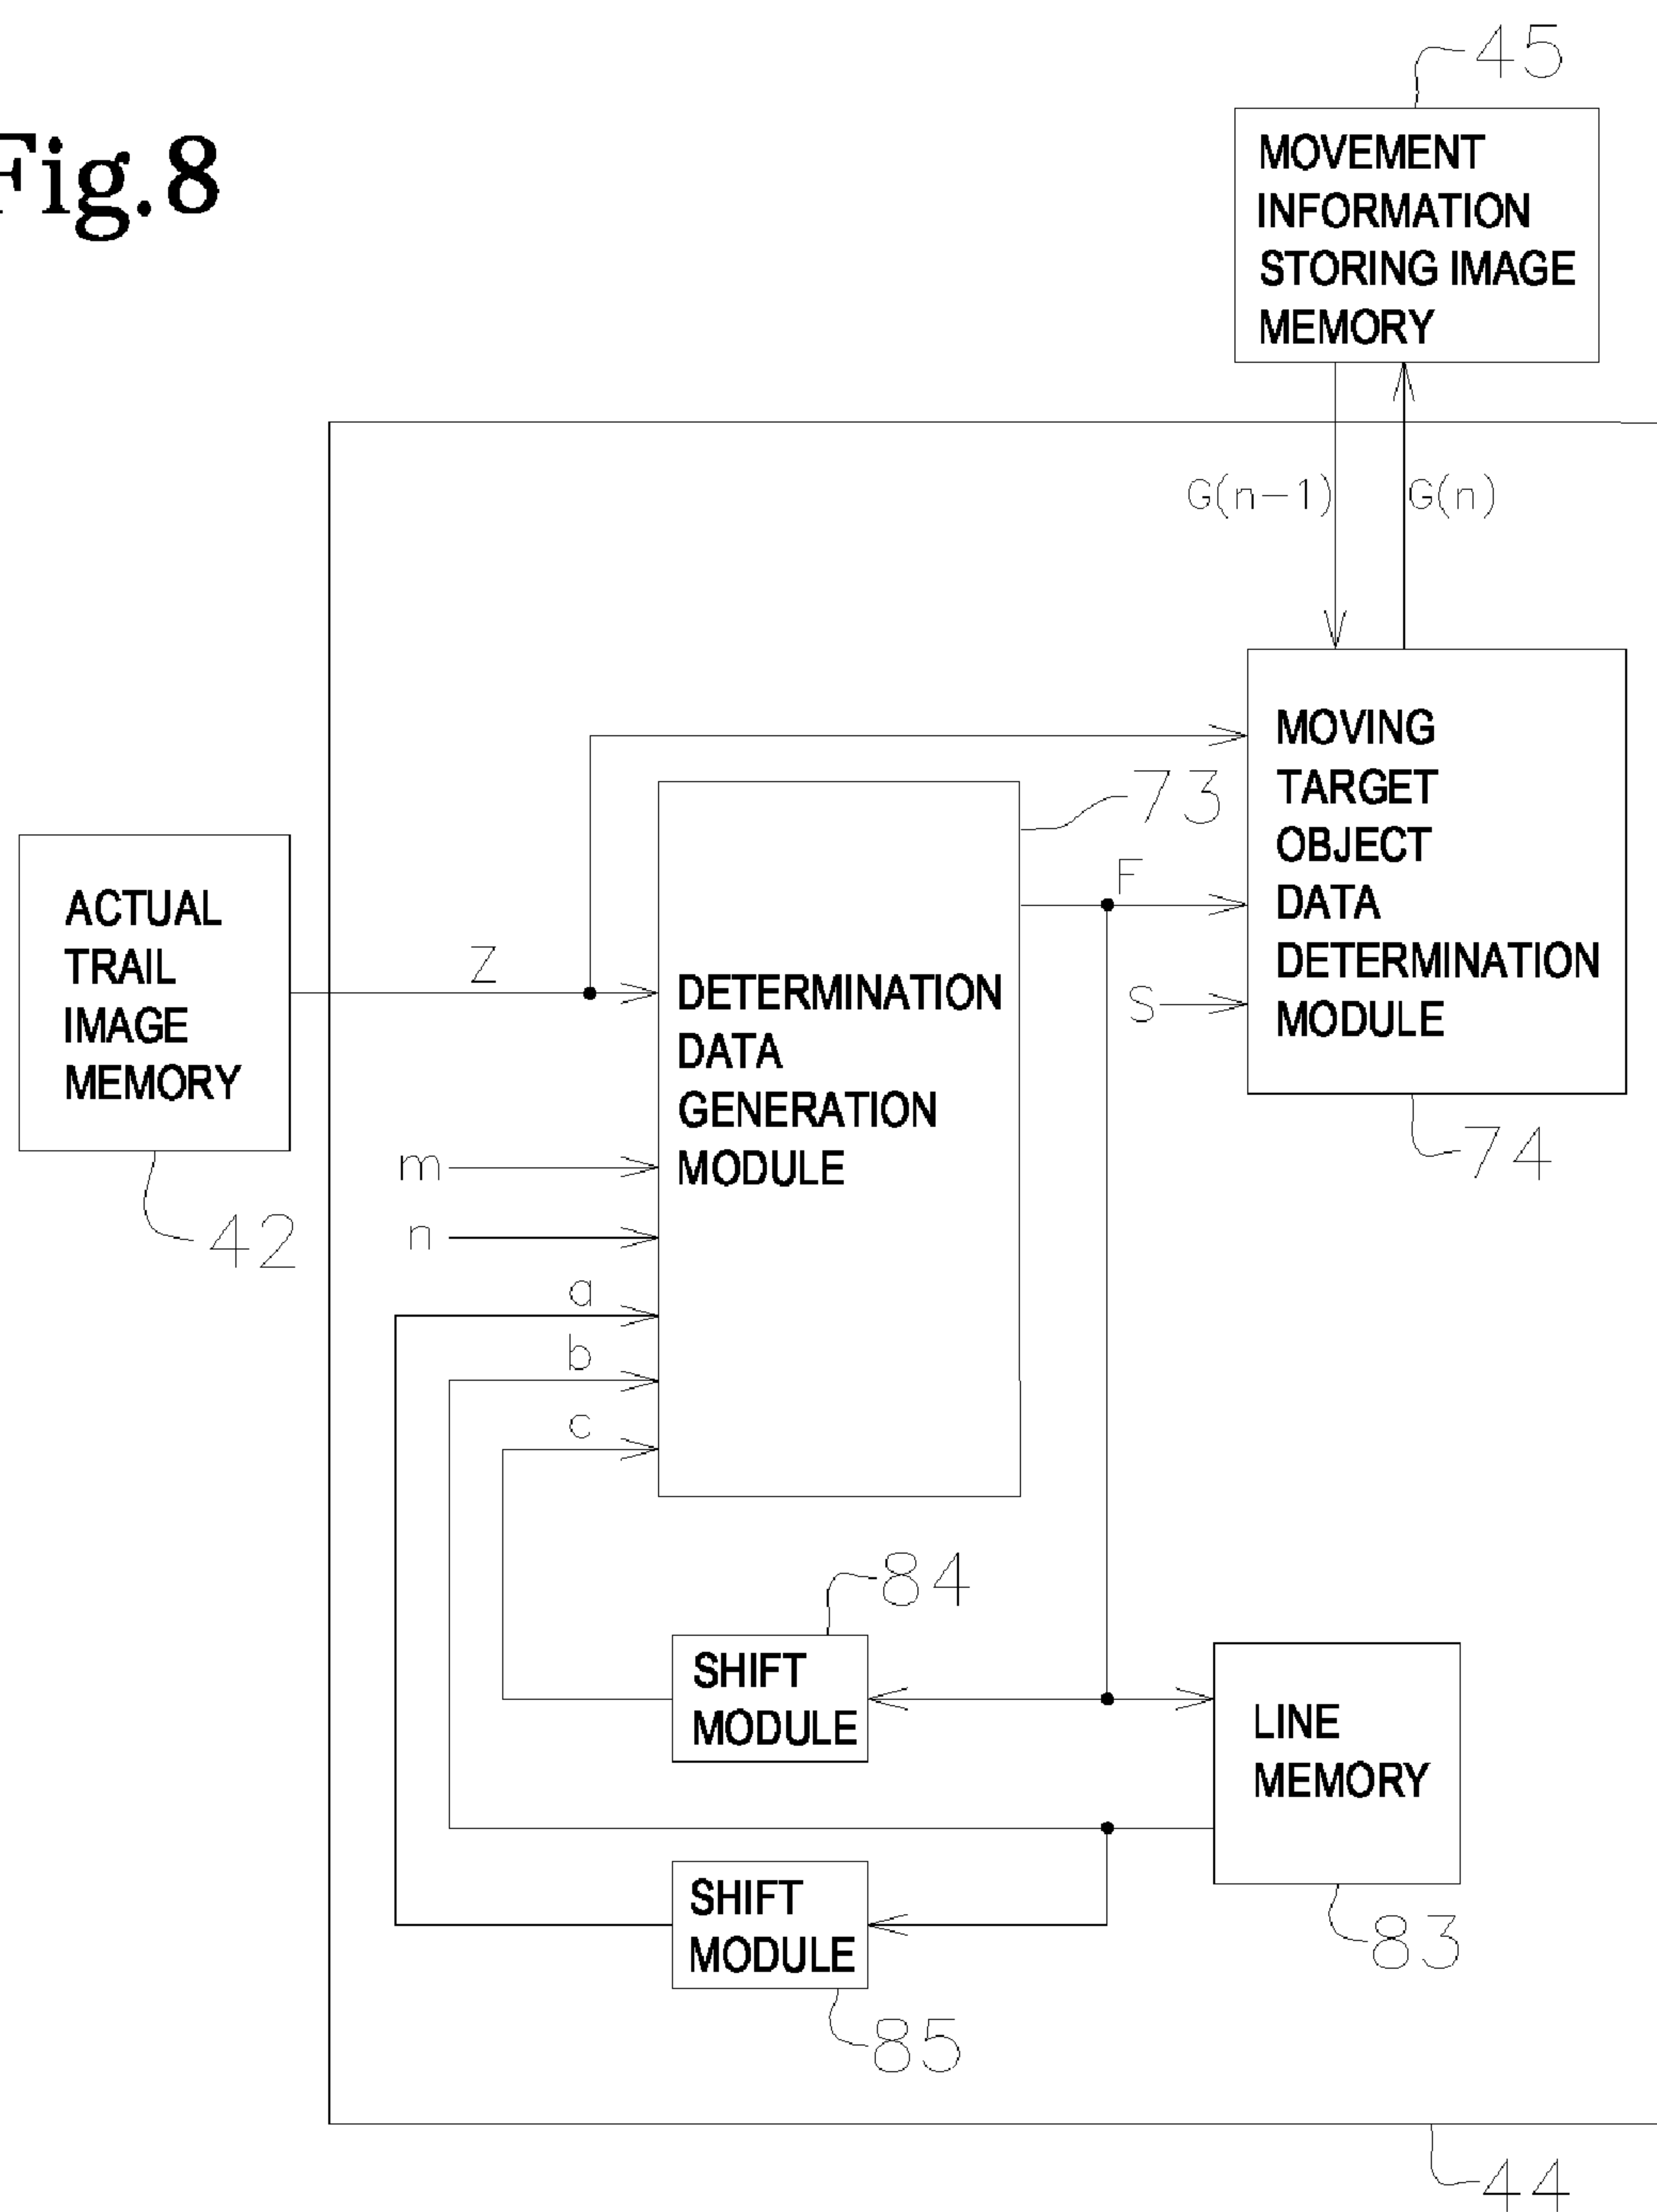 Fig.8
45
MOVEMENT
INFORMATION
STORING IMAGE
MEMORY
G(n-1)
G(n)
MOVING
TARGET
OBJECT
DATA
DETERMINATION
MODULE
74
73
F
S
ACTUAL
TRAIL
IMAGE
MEMORY
42
Z
DETERMINATION
DATA
GENERATION
MODULE
m
n
a
b
c
84
SHIFT
MODULE
LINE
MEMORY
83
SHIFT
MODULE
85
44